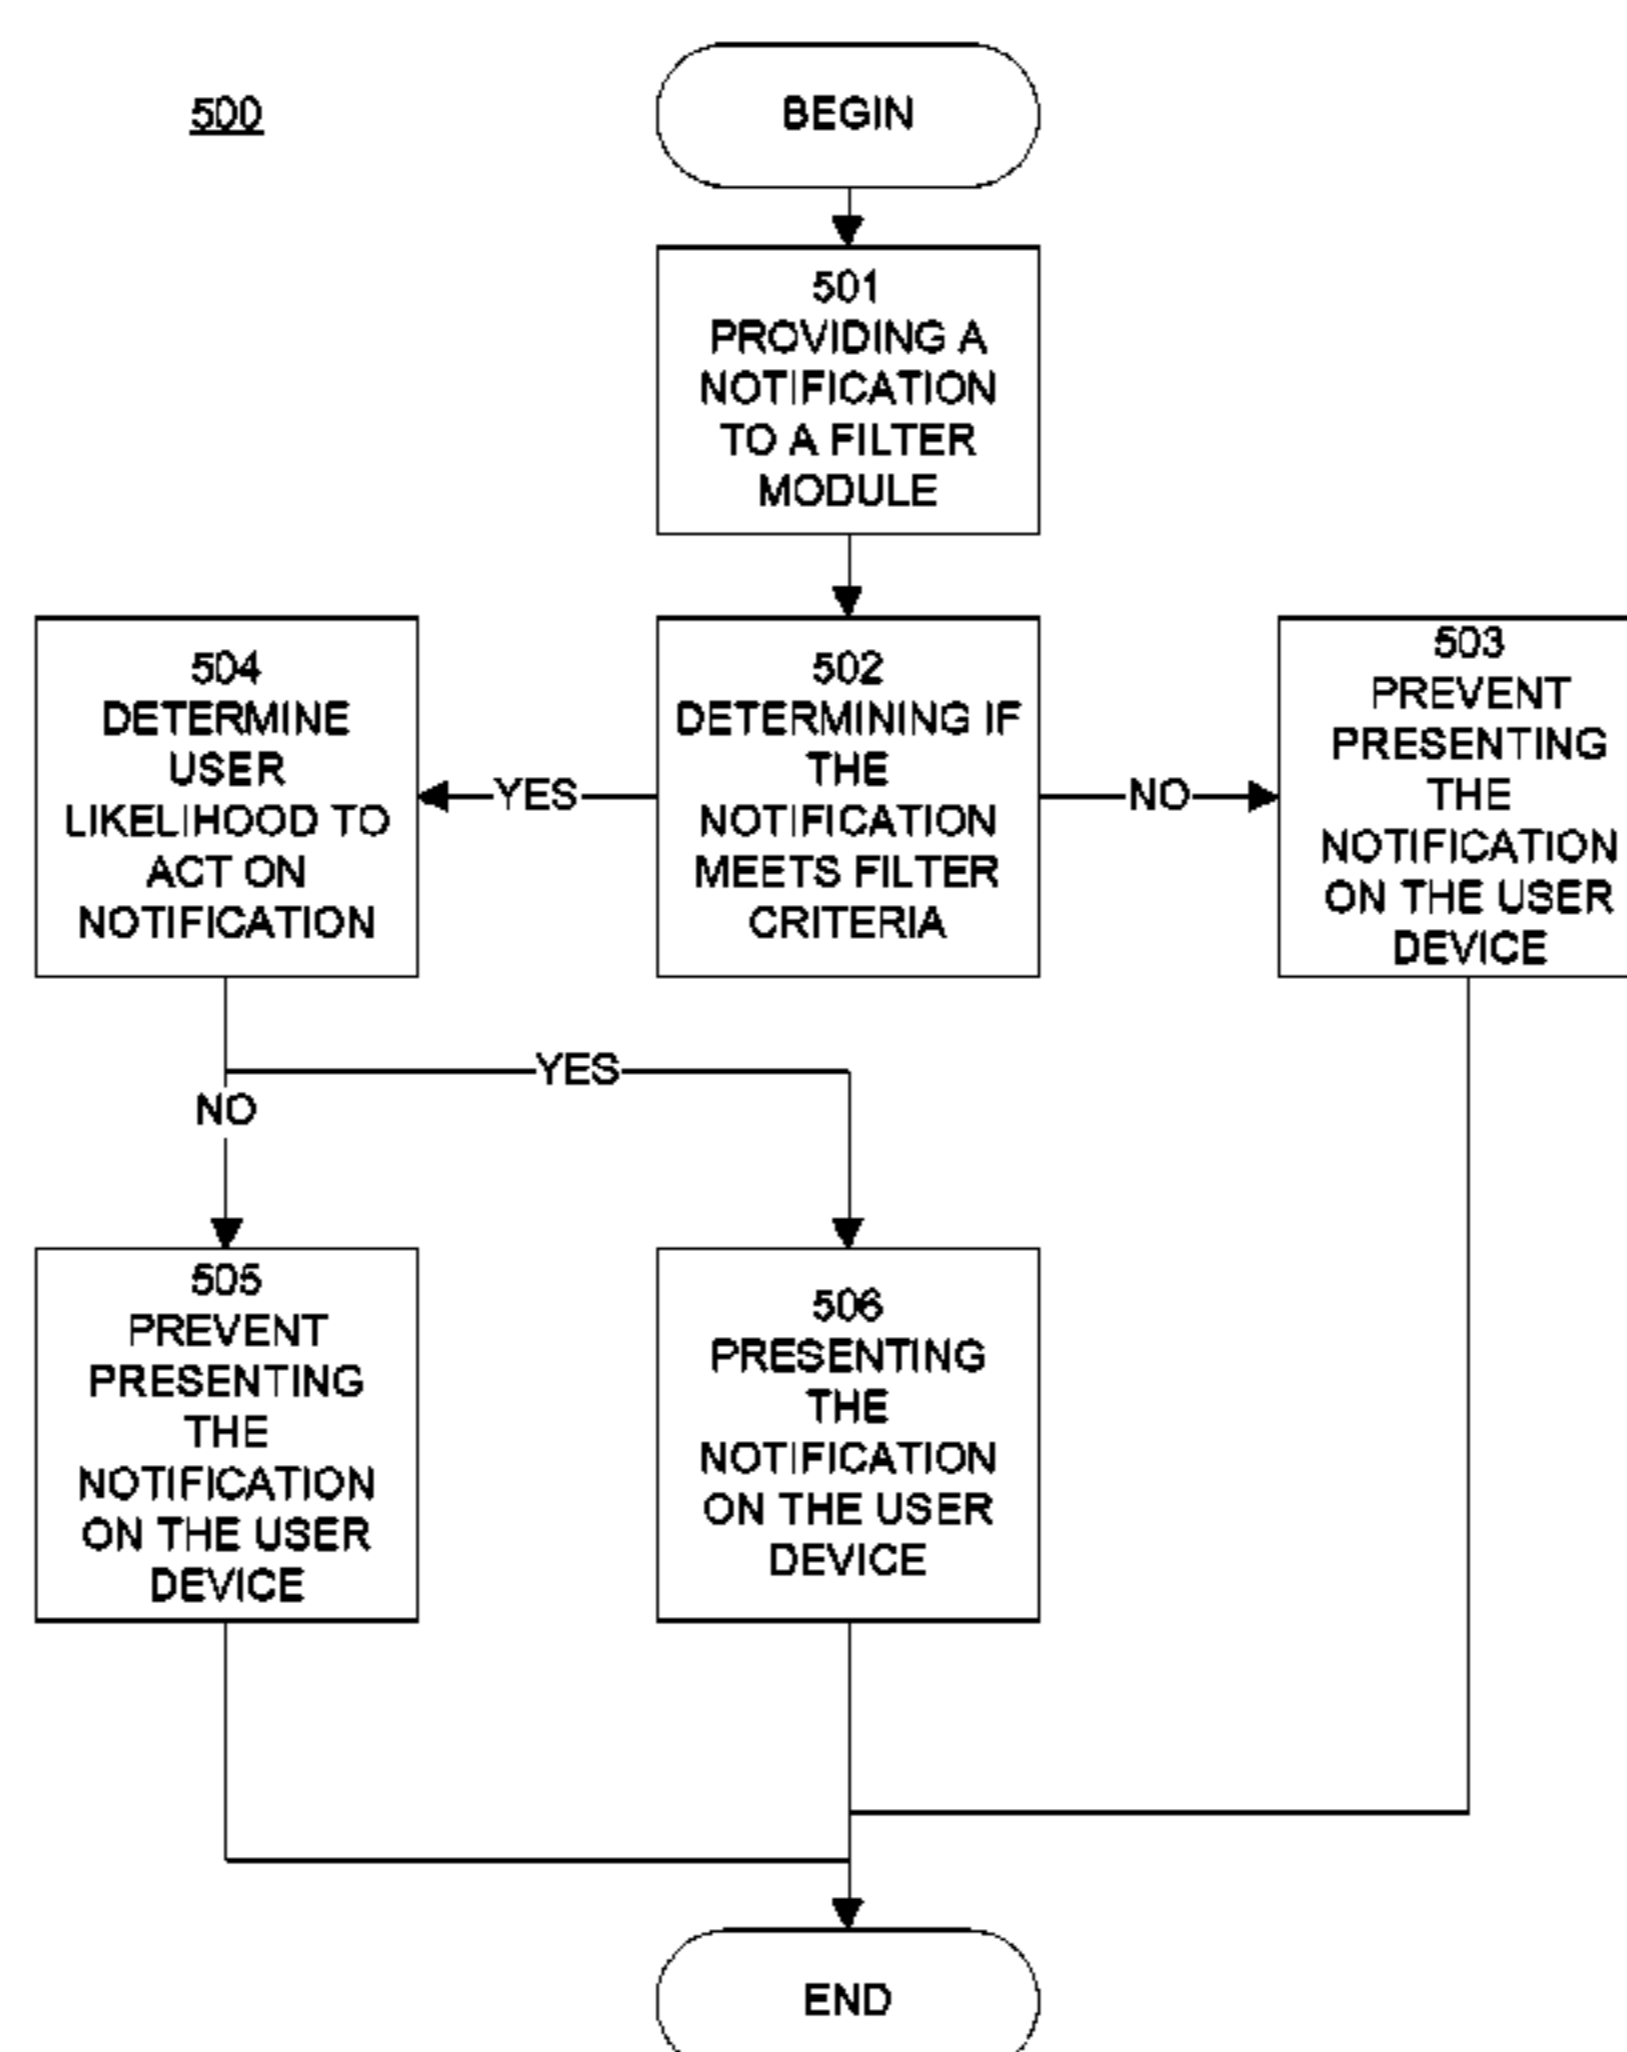 500
BEGIN
501
PROVIDING A
NOTIFICATION
TO A FILTER
MODULE
504
DETERMINE
USER
LIKELIHOOD TO
ACT ON
NOTIFICATION
YES
502
DETERMINING IF
THE
NOTIFICATION
MEETS FILTER
CRITERIA
NO
503
PREVENT
PRESENTING
THE
NOTIFICATION
ON THE USER
DEVICE
YES
NO
505
PREVENT
PRESENTING
THE
NOTIFICATION
ON THE USER
DEVICE
506
PRESENTING
THE
NOTIFICATION
ON THE USER
DEVICE
END